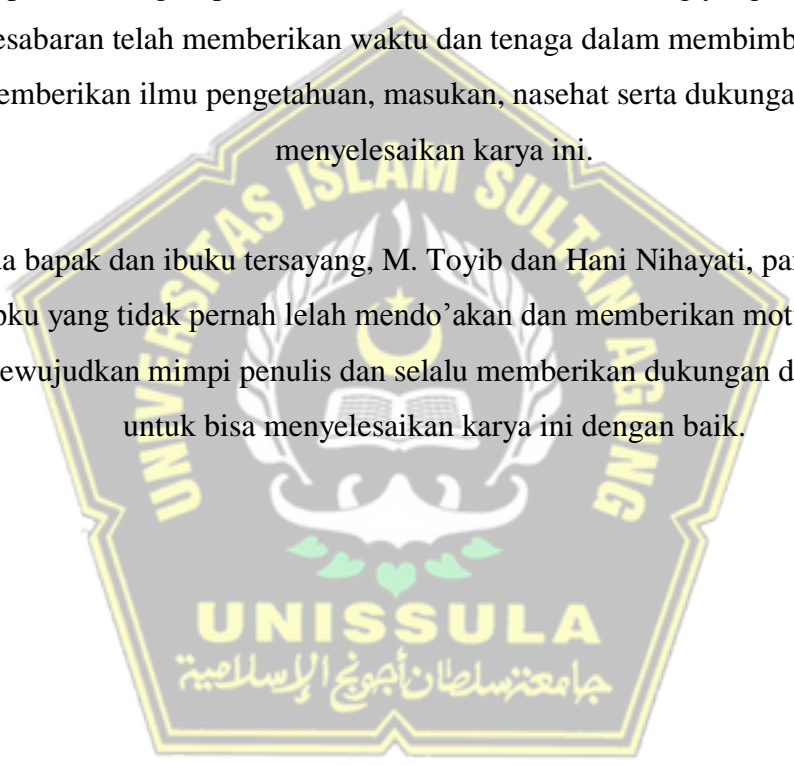 esabaran telah memberikan waktu dan tenaga dalam membimb
emberikan ilmu pengetahuan, masukan, nasehat serta dukunga
menyelesaikan karya ini.
a bapak dan ibuku tersayang, M. Toyib dan Hani Nihayati, pa
oku yang tidak pernah lelah mendo’akan dan memberikan mot
ewujudkan mimpi penulis dan selalu memberikan dukungan d
untuk bisa menyelesaikan karya ini dengan baik.
UNIVERSITAS ISLAM SULTAN AGUNG
UNISSULA
جامعة سلطان أجونج الإسلامية